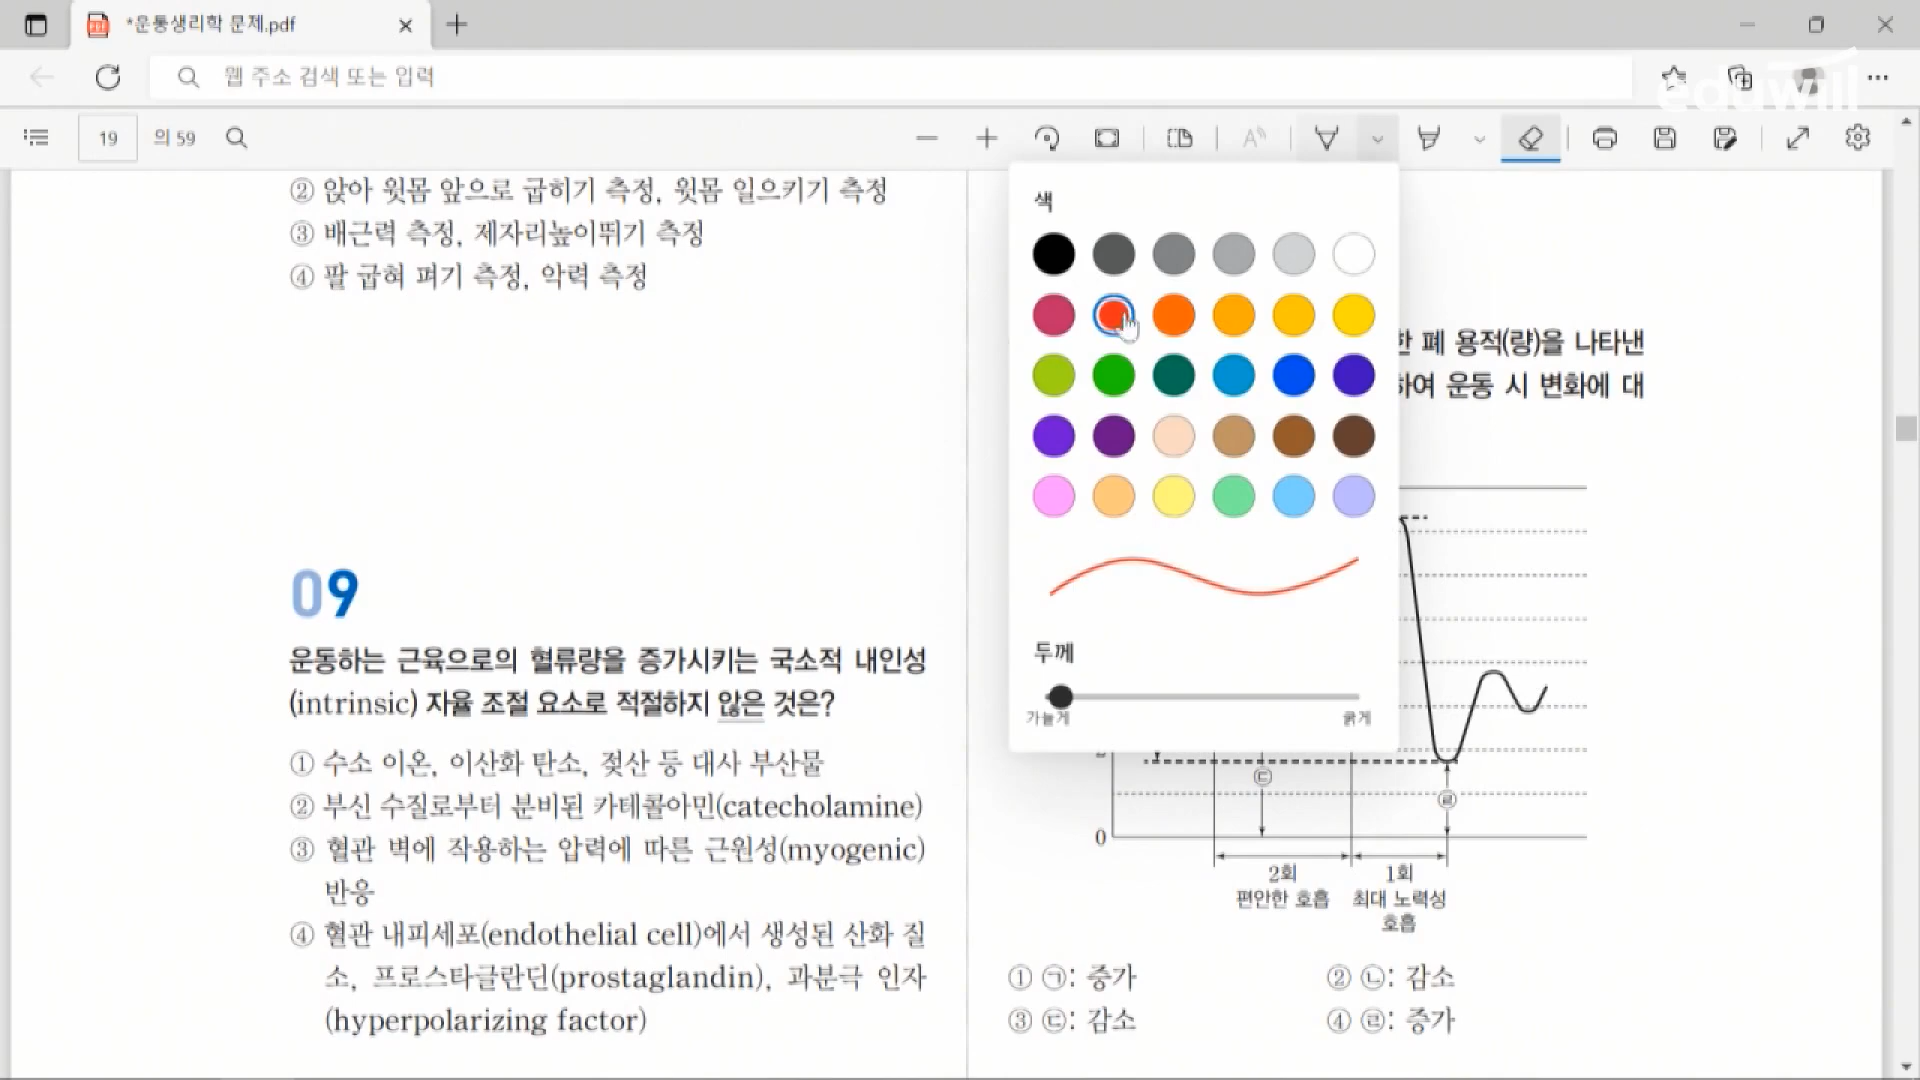 *운동생리학 문제.pdf
웹 주소 검색 또는 입력
eduwill
19 의 59
② 앉아 윗몸 앞으로 굽히기 측정, 윗몸 일으키기 측정
③ 배근력 측정, 제자리높이뛰기 측정
④ 팔 굽혀 펴기 측정, 악력 측정
09
운동하는 근육으로의 혈류량을 증가시키는 국소적 내인성
(intrinsic) 자율 조절 요소로 적절하지 않은 것은?
① 수소 이온, 이산화 탄소, 젖산 등 대사 부산물
② 부신 수질로부터 분비된 카테콜아민(catecholamine)
③ 혈관 벽에 작용하는 압력에 따른 근원성(myogenic)
반응
④ 혈관 내피세포(endothelial cell)에서 생성된 산화 질
소, 프로스타글란딘(prostaglandin), 과분극 인자
(hyperpolarizing factor)
색
두께
가늘게 굵게
한 폐 용적(량)을 나타낸
하여 운동 시 변화에 대
㉢
㉣
0
2회 1회
편안한 호흡 최대 노력성
호흡
① ㉠: 증가 ② ㉡: 감소
③ ㉢: 감소 ④ ㉣: 증가